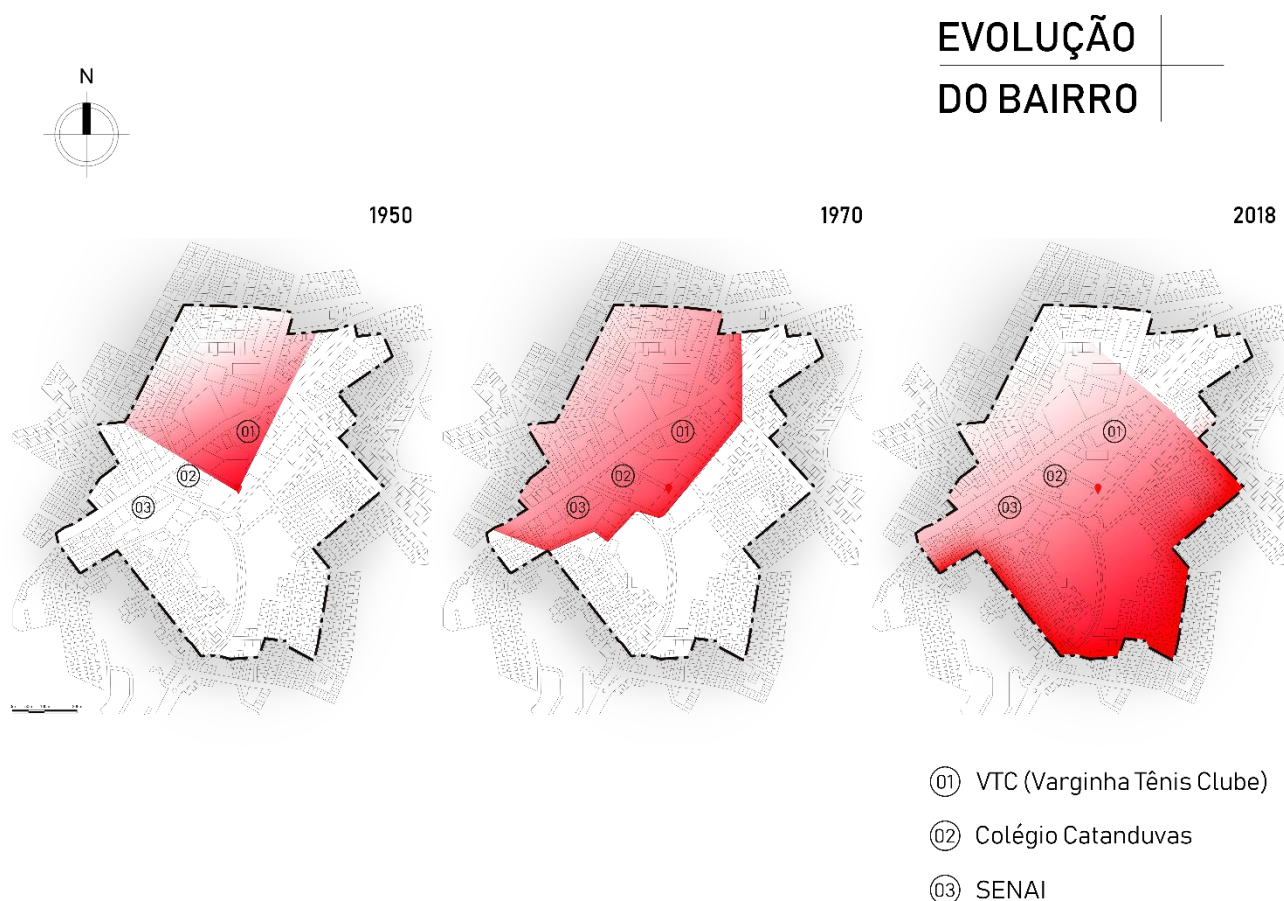 EVOLUÇÃO
DO BAIRRO
N
1950
1970
2018
01
02
03
01
02
03
01
02
03
01 VTC (Varginha Tênis Clube)
02 Colégio Catanduvas
03 SENAI